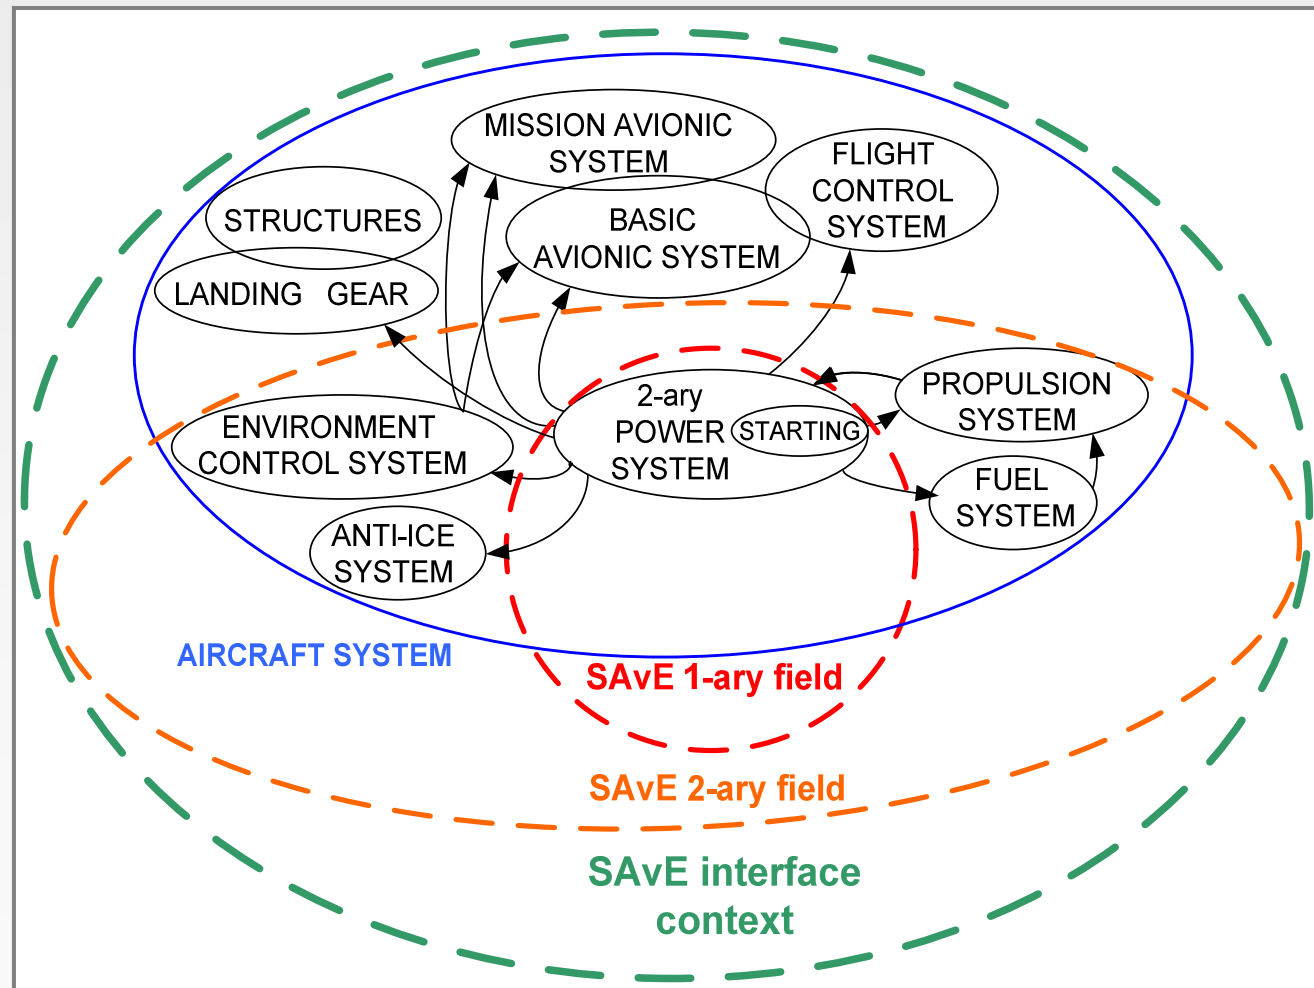 MISSION AVIONIC
SYSTEM
FLIGHT
CONTROL
SYSTEM
STRUCTURES
BASIC
AVIONIC SYSTEM
LANDING GEAR
PROPULSION
SYSTEM
2-ary
POWER
SYSTEM
STARTING
ENVIRONMENT
CONTROL SYSTEM
FUEL
SYSTEM
ANTI-ICE
SYSTEM
AIRCRAFT SYSTEM
SAvE 1-ary field
SAvE 2-ary field
SAvE interface
context